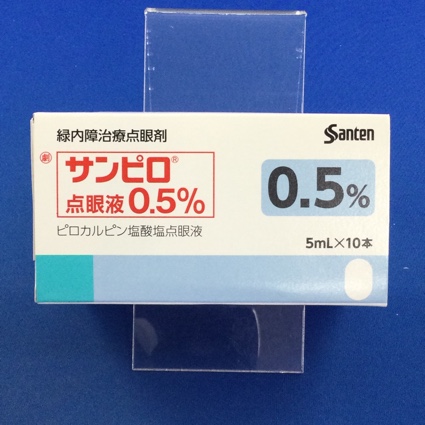 緑内障治療点眼剤
Santen
劇
サンピロ®
点眼液 0.5%
0.5%
ピロカルピン塩酸塩点眼液
5mL×10本